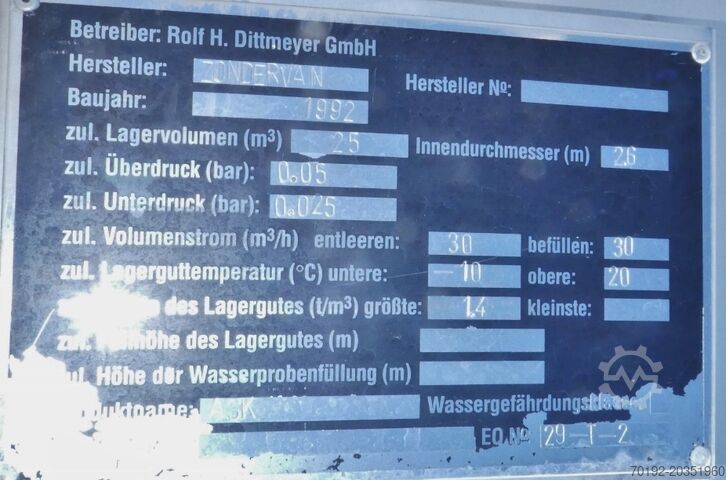 Betreiber: Rolf H. Dittmeyer GmbH
Hersteller: ZONDERVAN Hersteller №:
Baujahr: 1992
zul. Lagervolumen (m³) 25 Innendurchmesser (m) 2,6
zul. Überdruck (bar): 0,05
zul. Unterdruck (bar): 0,025
zul. Volumenstrom (m³/h) entleeren: 30 befüllen: 30
zul. Lagerguttemperatur (°C) untere: -10 obere: 20
des Lagergutes (t/m³) größte: 1,4 kleinste:
zul. des Lagergutes (m)
zul. Höhe der Wasserprobenfüllung (m)
Wassergefährdungsklasse
EQ № 29-T-2
70192-20351960